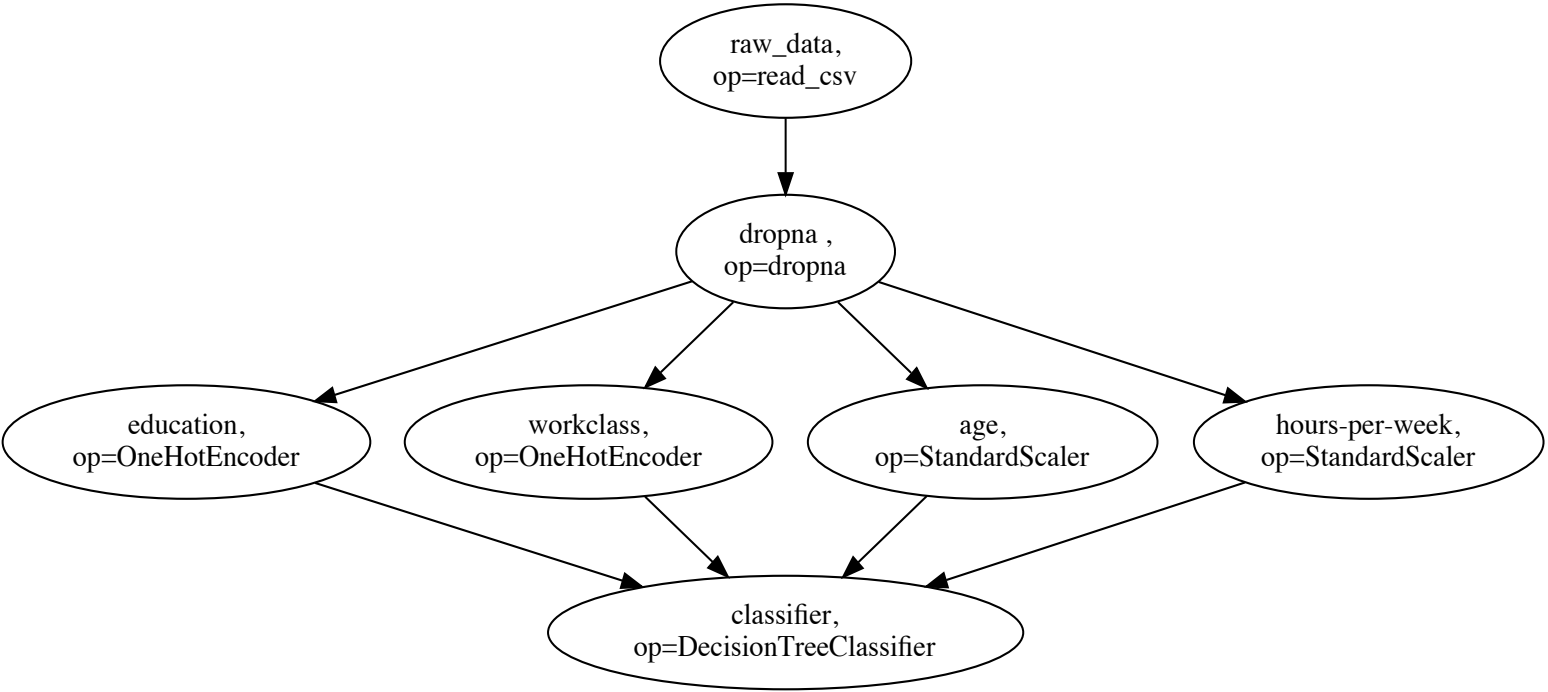 raw_data,
op=read_csv
dropna ,
op=dropna
education,
op=OneHotEncoder
workclass,
op=OneHotEncoder
age,
op=StandardScaler
hours-per-week,
op=StandardScaler
classifier,
op=DecisionTreeClassifier